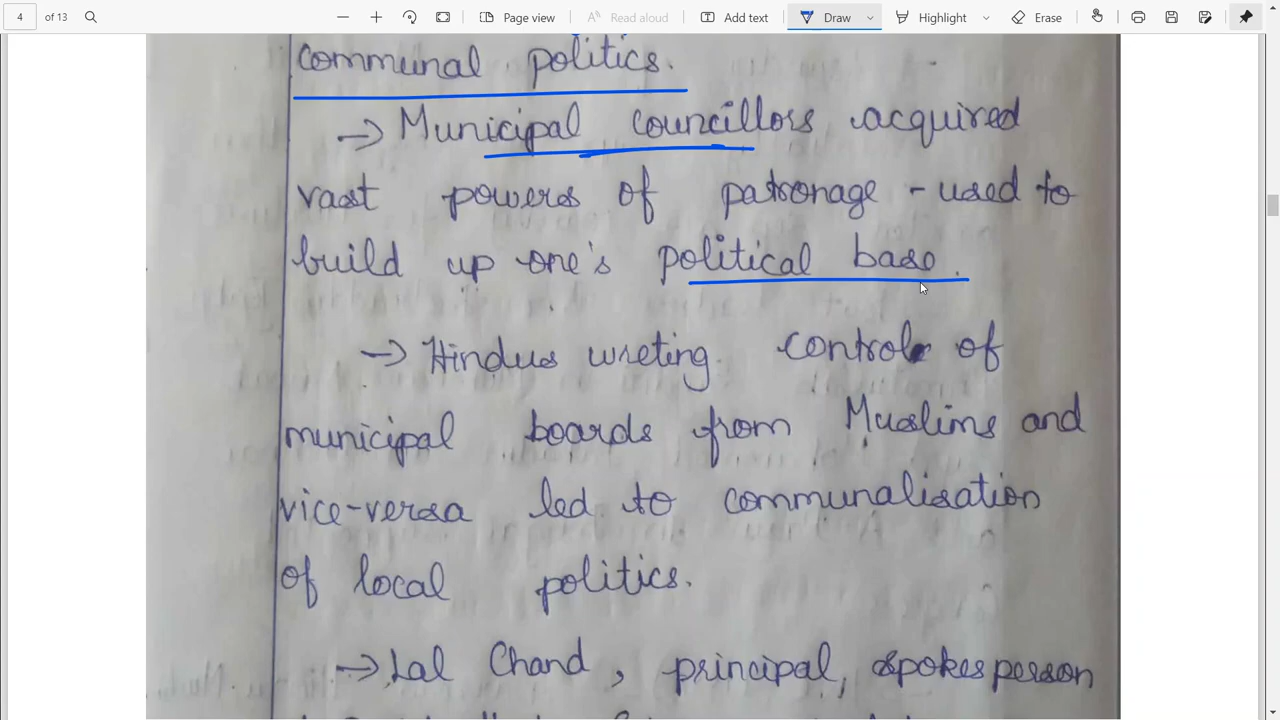 4 of 13 Page view Read aloud Add text Draw Highlight Erase
communal politics.
→ Municipal councillors acquired
vast powers of patronage - used to
build up one's political base.
→ Hindus wreting control of
municipal boards from Muslims and
vice-versa led to communalisation
of local politics.
→ Lal Chand, principal, spokesperson